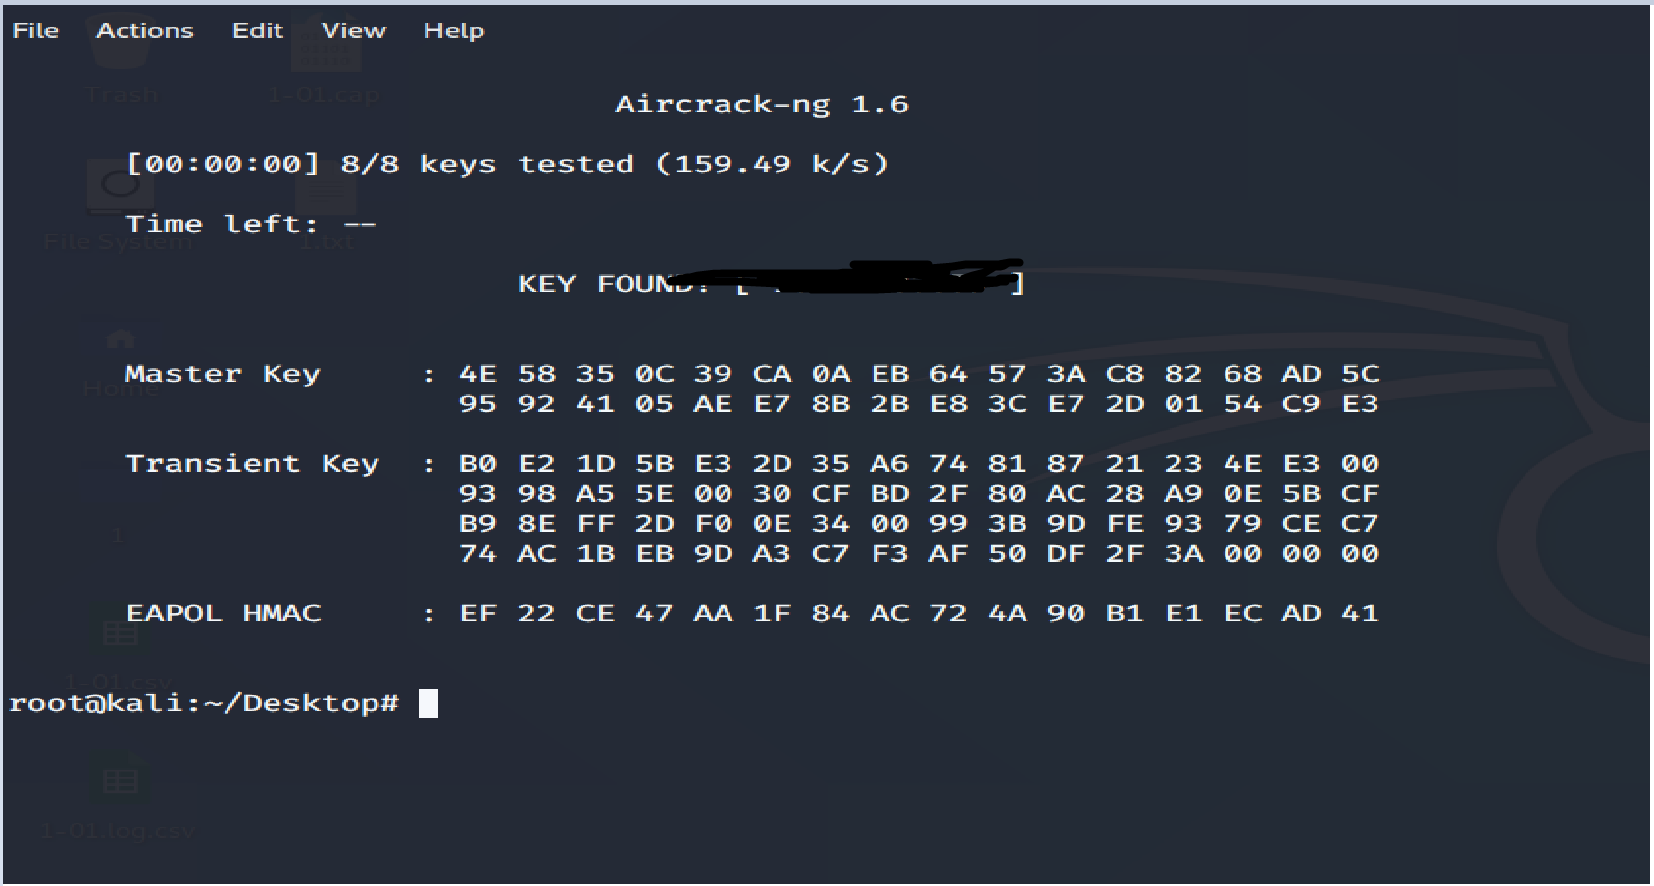 File Actions Edit View Help
Trash 1-01.cap
Aircrack-ng 1.6
[00:00:00] 8/8 keys tested (159.49 k/s)
Time left: --
File System 1.txt
KEY FOUND: [ ]
Master Key : 4E 58 35 0C 39 CA 0A EB 64 57 3A C8 82 68 AD 5C
Home
95 92 41 05 AE E7 8B 2B E8 3C E7 2D 01 54 C9 E3
Transient Key : B0 E2 1D 5B E3 2D 35 A6 74 81 87 21 23 4E E3 00
93 98 A5 5E 00 30 CF BD 2F 80 AC 28 A9 0E 5B CF
B9 8E FF 2D F0 0E 34 00 99 3B 9D FE 93 79 CE C7
1
74 AC 1B EB 9D A3 C7 F3 AF 50 DF 2F 3A 00 00 00
EAPOL HMAC : EF 22 CE 47 AA 1F 84 AC 72 4A 90 B1 E1 EC AD 41
1-01.csv
root@kali:~/Desktop#
1-01.log.csv